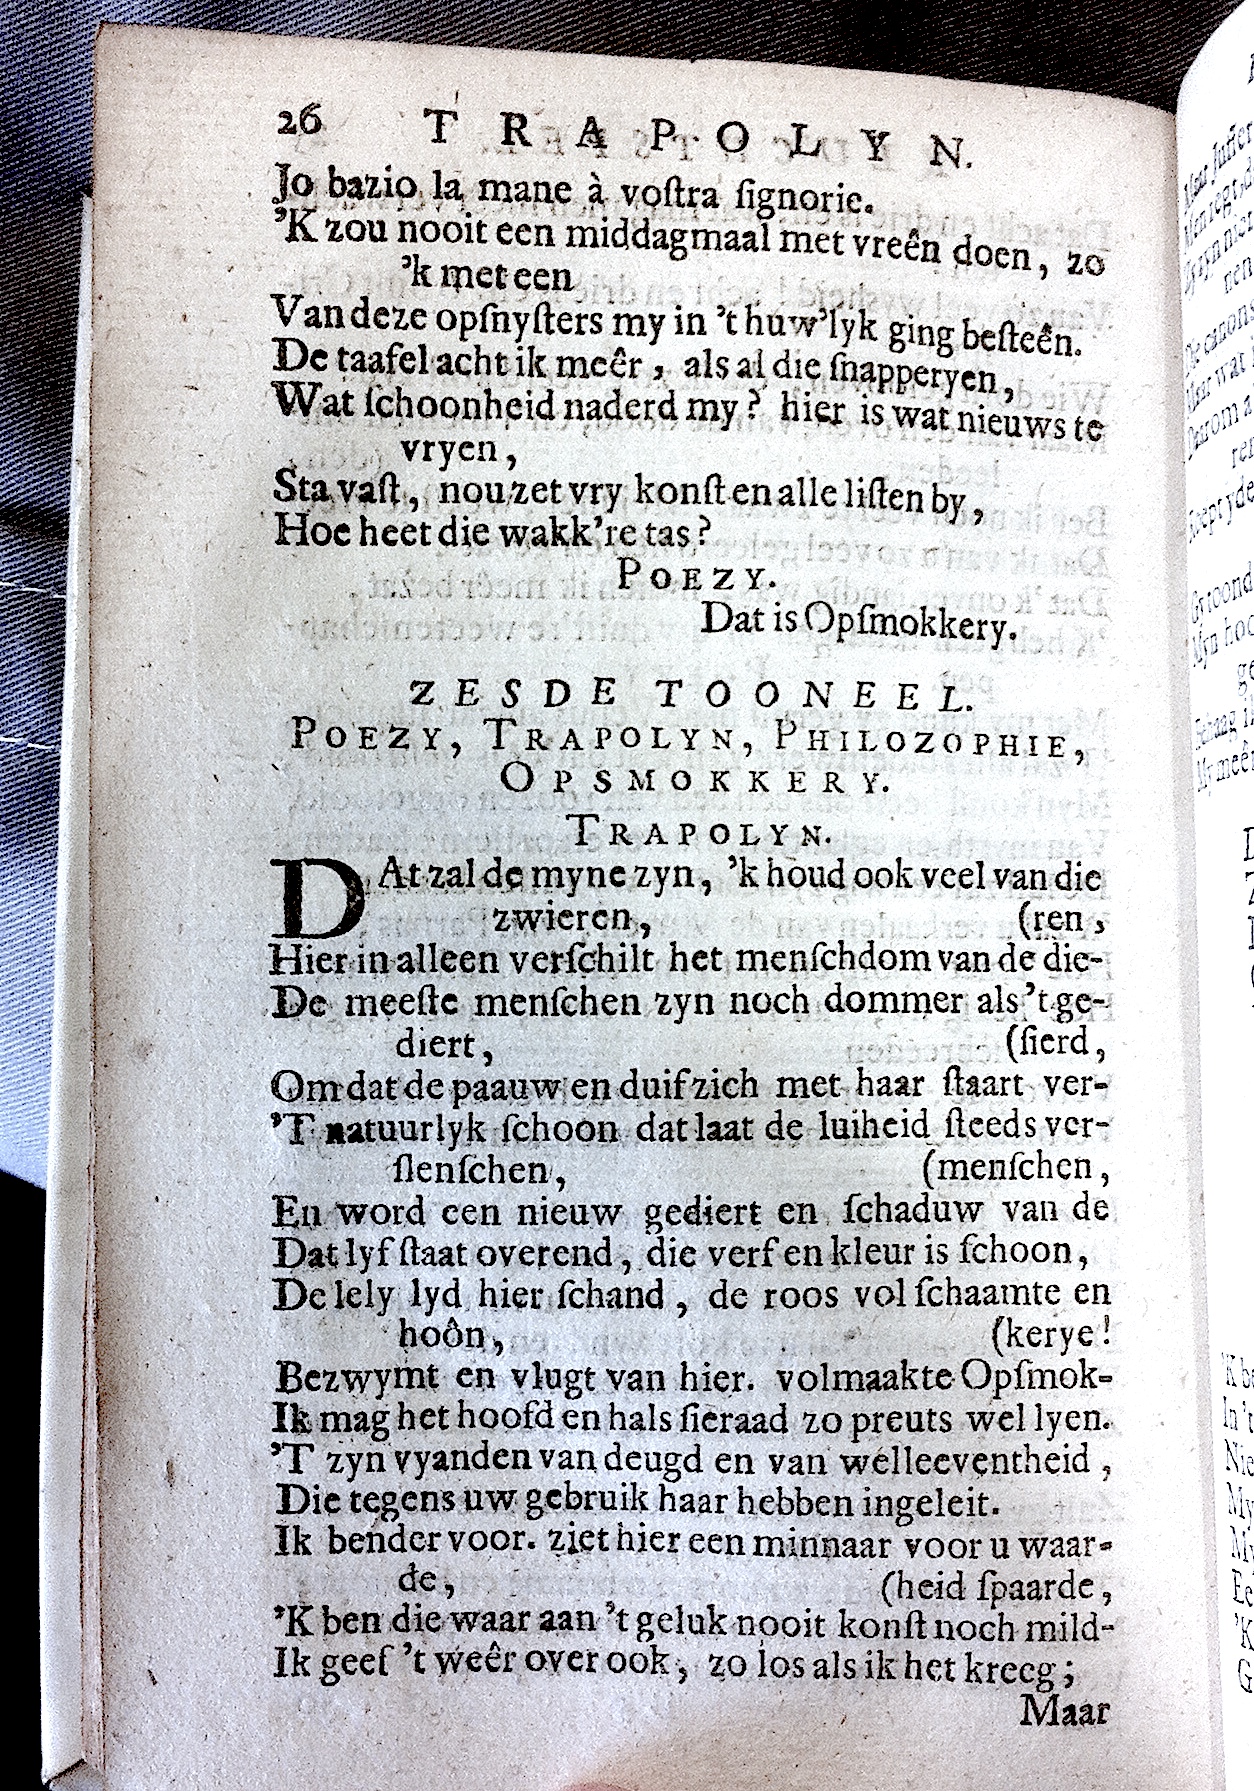 26 TRAPOLYN.
Jo bazio la mane à voſtra ſignorie.
’K zou nooit een middagmaal met vreên doen, zo
’k met een
Van deze opſnyſters my in ’t huw’lyk ging beſteên.
De taafel acht ik meêr, als al die ſnapperyen,
Wat ſchoonheid naderd my? hier is wat nieuws te
vryen,
Sta vaſt, nou zet vry konſt en alle liſten by,
Hoe heet die wakk’re tas?
POEZY.
Dat is Opſmokkery.
ZESDE TOONEEL.
POEZY, TRAPOLYN, PHILOZOPHIE,
OPSMOKKERY.
TRAPOLYN.
DAt zal de myne zyn, ’k houd ook veel van die
zwieren, (ren,
Hier in alleen verſchilt het menſchdom van de die-
De meeſte menſchen zyn noch dommer als ’t ge-
diert, (ſierd,
Om dat de paauw en duif zich met haar ſtaart ver-
’T natuurlyk ſchoon dat laat de luiheid ſteeds ver-
ſlenſchen, (menſchen,
En word een nieuw gediert en ſchaduw van de
Dat lyf ſtaat overend, die verf en kleur is ſchoon,
De lely lyd hier ſchand, de roos vol ſchaamte en
hoôn, (kerye!
Bezwymt en vlugt van hier. volmaakte Opſmok-
Ik mag het hoofd en hals ſieraad zo preuts wel lyen.
’T zyn vyanden van deugd en van welleeventheid,
Die tegens uw gebruik haar hebben ingeleit.
Ik bender voor. ziet hier een minnaar voor u waar-
de, (heid ſpaarde,
’K ben die waar aan ’t geluk nooit konſt noch mild-
Ik geef ’t weêr over ook, zo los als ik het kreeg;
Maar